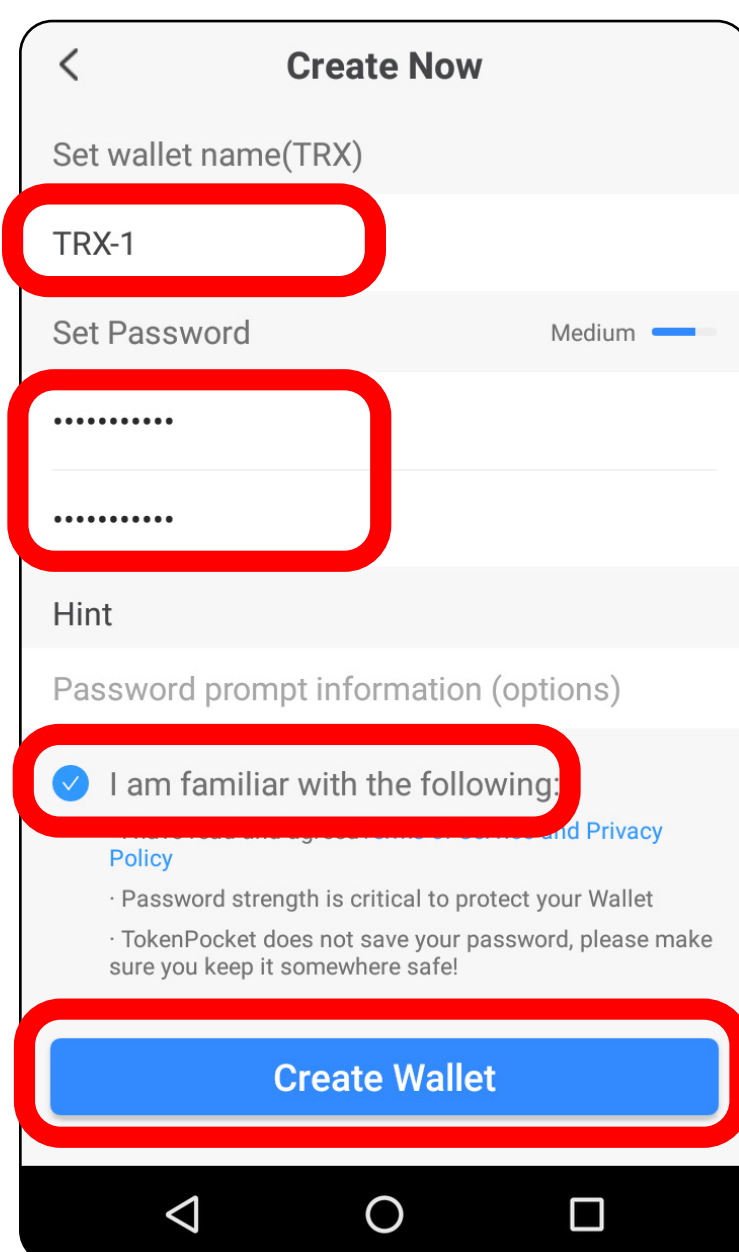 Create Now
Set wallet name(TRX)
TRX-1
Set Password
Medium
•••••••••••
•••••••••••
Hint
Password prompt information (options)
I am familiar with the following:
and Privacy
Policy
· Password strength is critical to protect your Wallet
· TokenPocket does not save your password, please make
sure you keep it somewhere safe!
Create Wallet